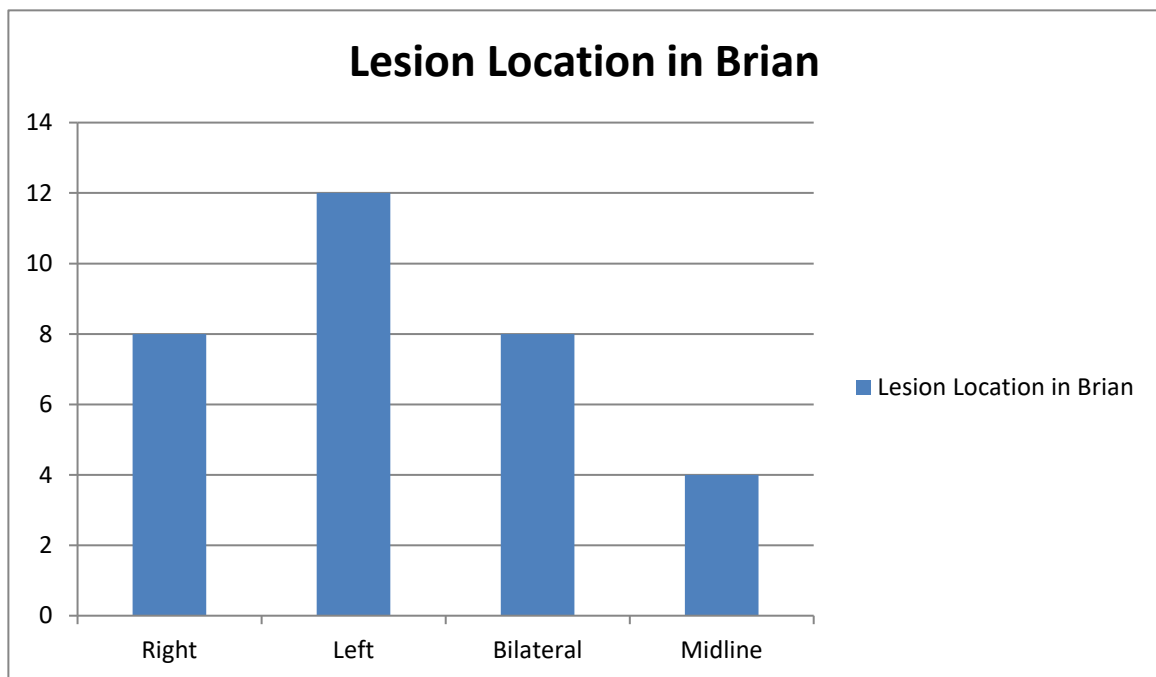 Lesion Location in Brian
14
12
10
8
6
4
2
0
Right Left Bilateral Midline
Lesion Location in Brian